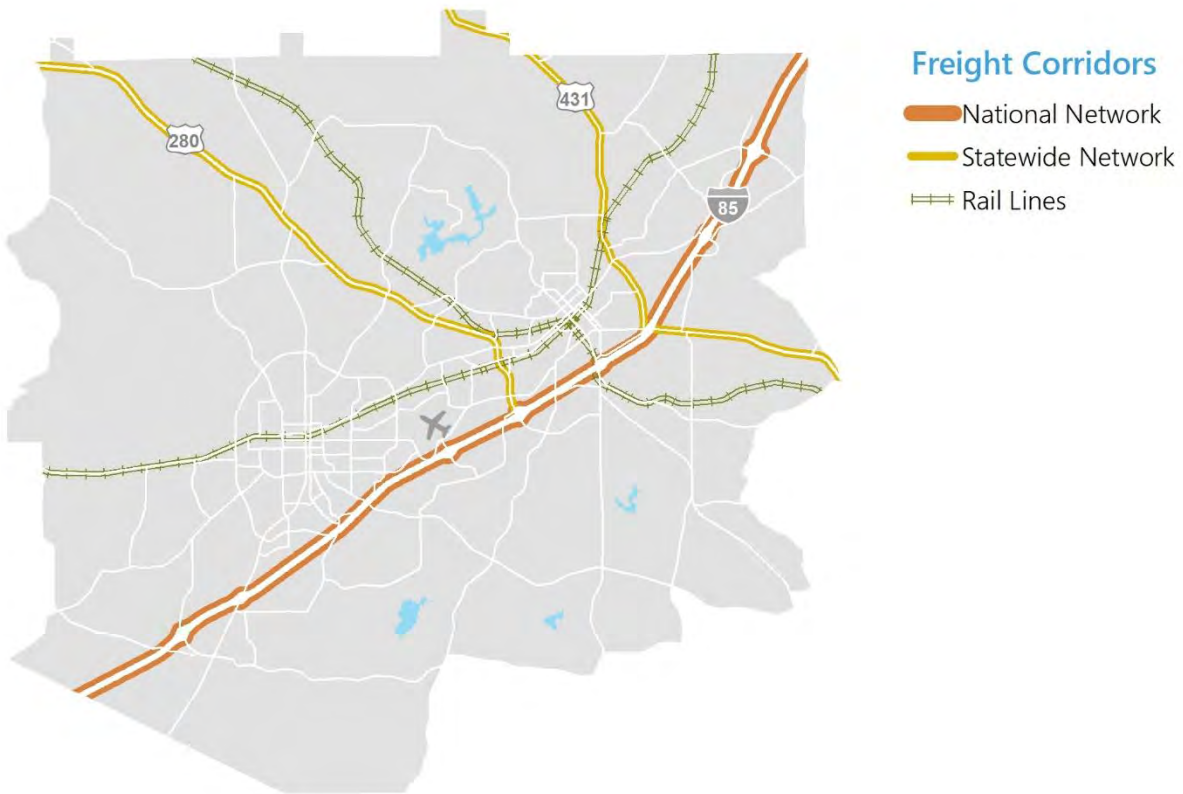 431
280
85
Freight Corridors
National Network
Statewide Network
Rail Lines